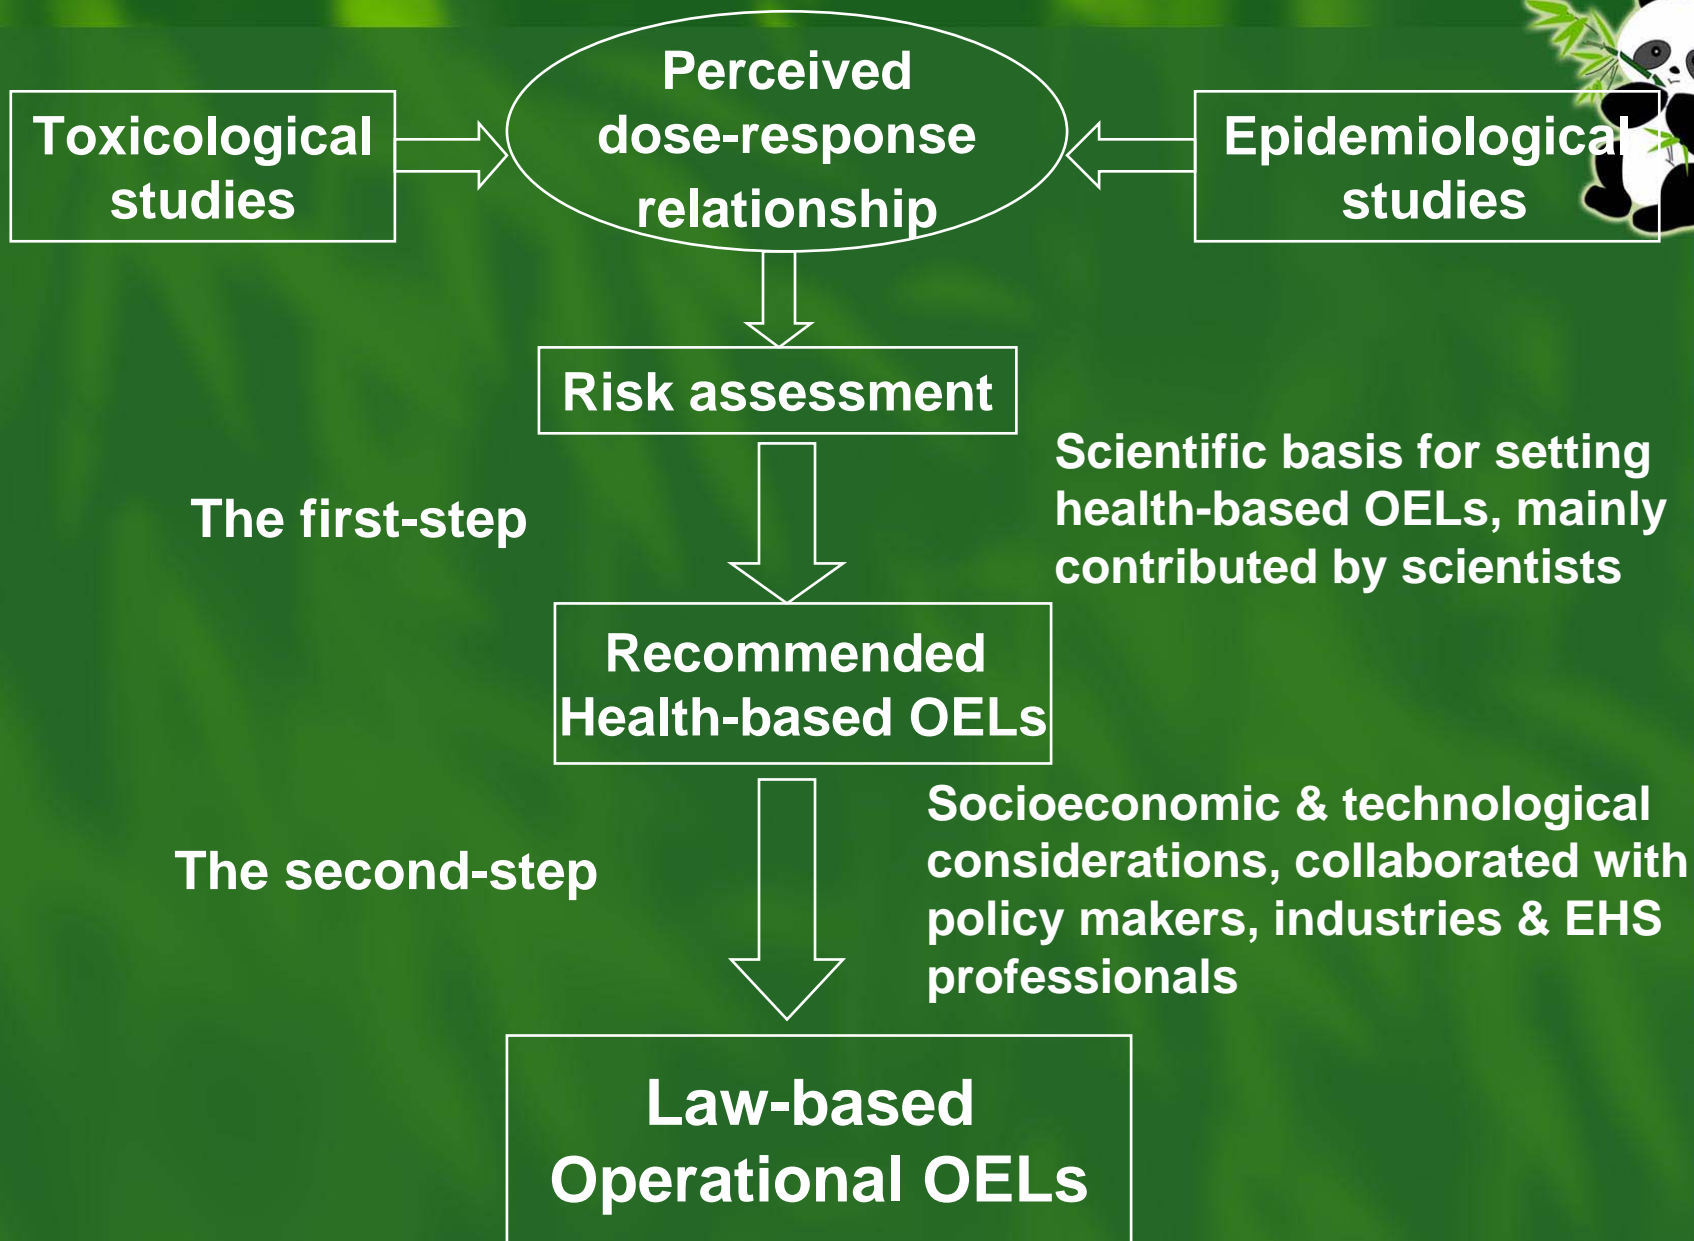 Perceived
dose-response
relationship
Toxicological
studies
Epidemiological
studies
Risk assessment
The first-step
Scientific basis for setting
health-based OELs, mainly
contributed by scientists
Recommended
Health-based OELs
The second-step
Socioeconomic & technological
considerations, collaborated with
policy makers, industries & EHS
professionals
Law-based
Operational OELs